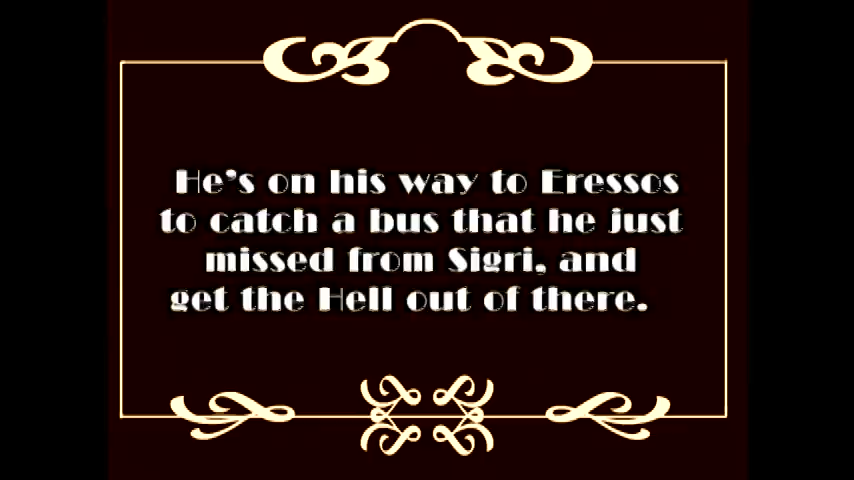 He's on his way to Eressos
to catch a bus that he just
missed from Sigri, and
get the Hell out of there.